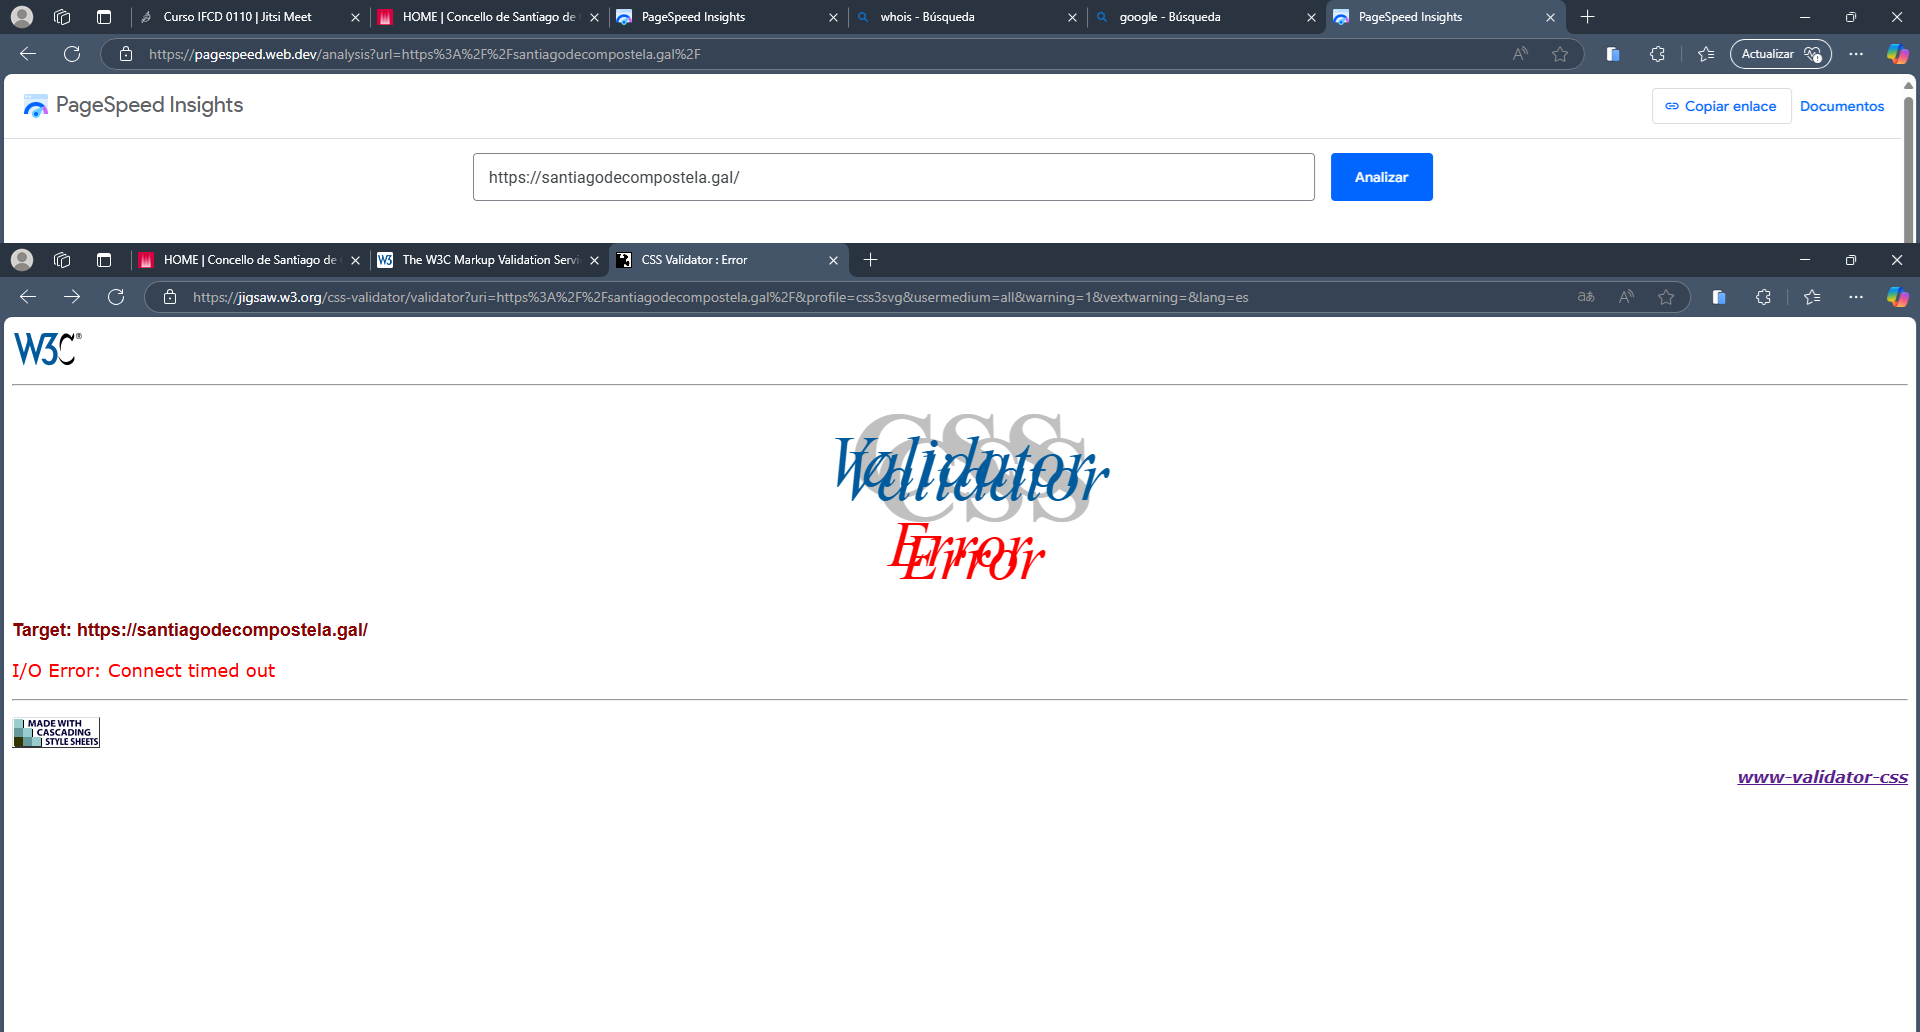 Curso IFCD 0110 | Jitsi Meet
HOME | Concello de Santiago de
PageSpeed Insights
whois - Búsqueda
google - Búsqueda
PageSpeed Insights
https://pagespeed.web.dev/analysis?url=https%3A%2F%2Fsantiagodecompostela.gal%2F
Actualizar
PageSpeed Insights
Copiar enlace
Documentos
https://santiagodecompostela.gal/
Analizar
HOME | Concello de Santiago de
The W3C Markup Validation Servi
CSS Validator : Error
https://jigsaw.w3.org/css-validator/validator?uri=https%3A%2F%2Fsantiagodecompostela.gal%2F&profile=css3svg&usermedium=all&warning=1&vextwarning=&lang=es
W3C®
CSS
Validator
Validator
CSS
Error
Error
Target: https://santiagodecompostela.gal/
I/O Error: Connect timed out
MADE WITH
CASCADING
STYLE SHEETS
www-validator-css